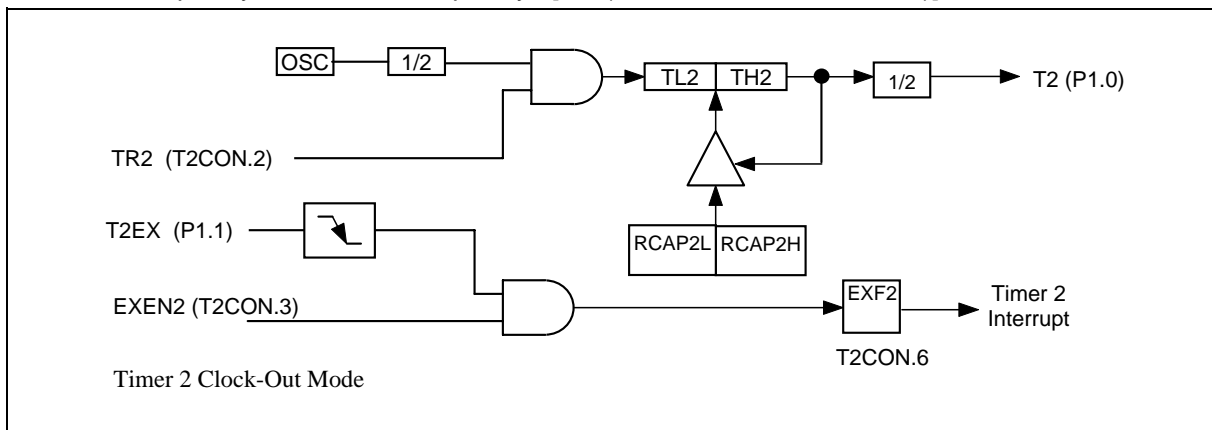 OSC
1/2
TL2
TH2
1/2
T2 (P1.0)
TR2 (T2CON.2)
T2EX (P1.1)
RCAP2L
RCAP2H
EXEN2 (T2CON.3)
EXF2
Timer 2
Interrupt
T2CON.6
Timer 2 Clock-Out Mode